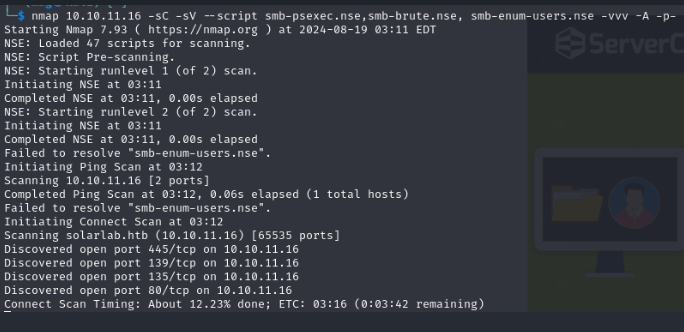 $ nmap 10.10.11.16 -sC -sV --script smb-psexec.nse,smb-brute.nse, smb-enum-users.nse -vvv -A -p-
Starting Nmap 7.93 ( https://nmap.org ) at 2024-08-19 03:11 EDT
NSE: Loaded 47 scripts for scanning.
NSE: Script Pre-scanning.
NSE: Starting runlevel 1 (of 2) scan.
Initiating NSE at 03:11
Completed NSE at 03:11, 0.00s elapsed
NSE: Starting runlevel 2 (of 2) scan.
Initiating NSE at 03:11
Completed NSE at 03:11, 0.00s elapsed
Failed to resolve "smb-enum-users.nse".
Initiating Ping Scan at 03:12
Scanning 10.10.11.16 [2 ports]
Completed Ping Scan at 03:12, 0.06s elapsed (1 total hosts)
Failed to resolve "smb-enum-users.nse".
Initiating Connect Scan at 03:12
Scanning solarlab.htb (10.10.11.16) [65535 ports]
Discovered open port 445/tcp on 10.10.11.16
Discovered open port 139/tcp on 10.10.11.16
Discovered open port 135/tcp on 10.10.11.16
Discovered open port 80/tcp on 10.10.11.16
Connect Scan Timing: About 12.23% done; ETC: 03:16 (0:03:42 remaining)
ServerC